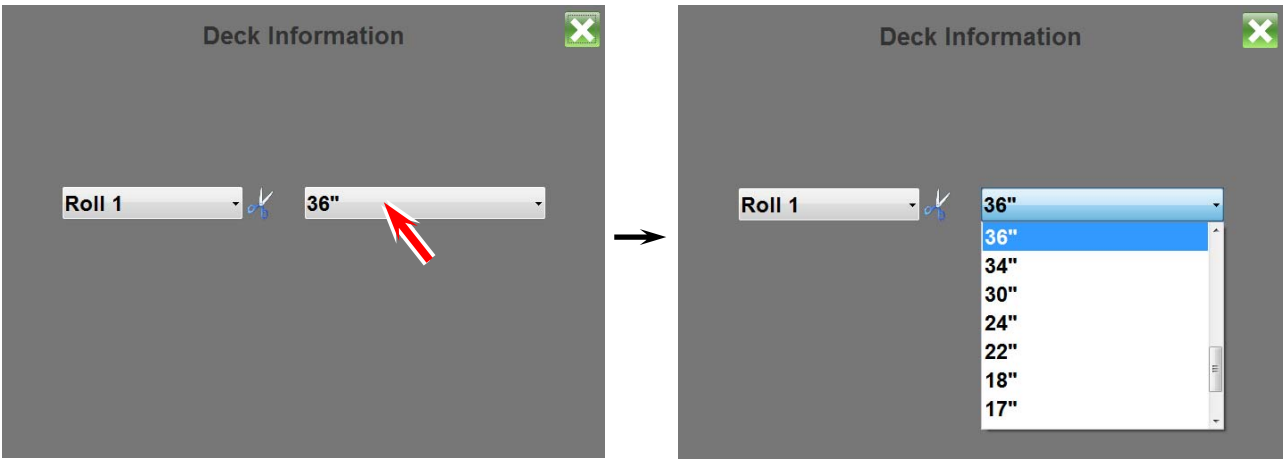 Deck Information
Roll 1
36"
Deck Information
Roll 1
36"
36"
34"
30"
24"
22"
18"
17"